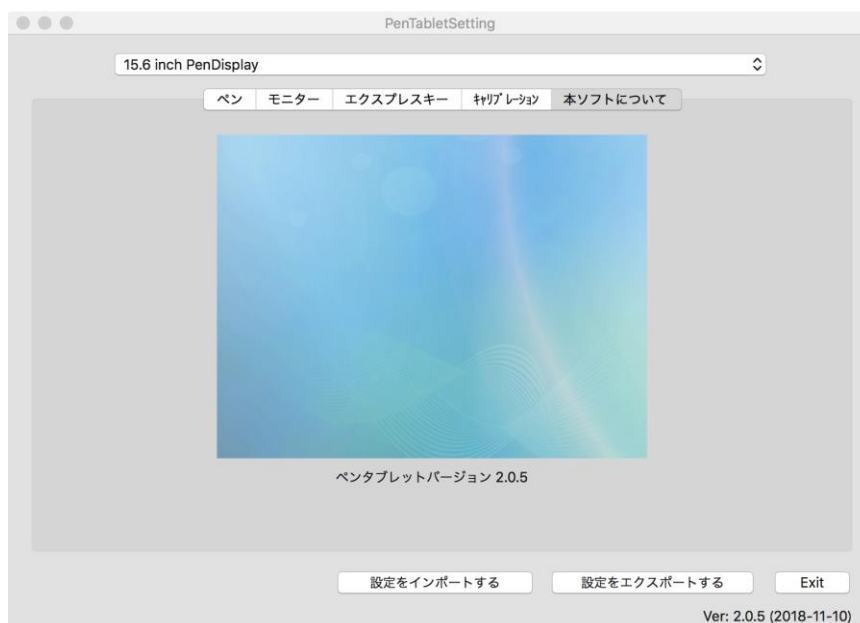 PenTabletSetting
15.6 inch PenDisplay
ペン モニター エクスプレスキー ｷｬﾘﾌﾞﾚｰｼｮﾝ 本ソフトについて
ペンタブレットバージョン 2.0.5
設定をインポートする 設定をエクスポートする Exit
Ver: 2.0.5 (2018-11-10)